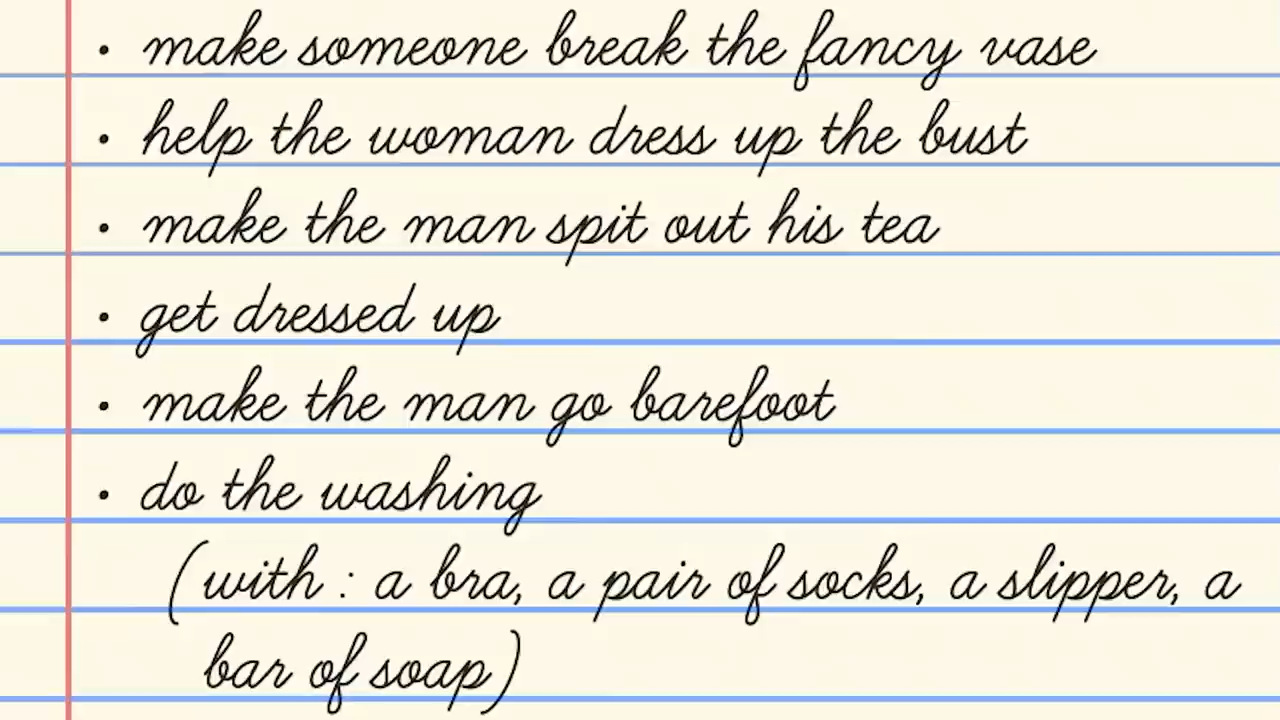 • make someone break the fancy vase
• help the woman dress up the bust
• make the man spit out his tea
• get dressed up
• make the man go barefoot
• do the washing
(with : a bra, a pair of socks, a slipper, a
bar of soap)